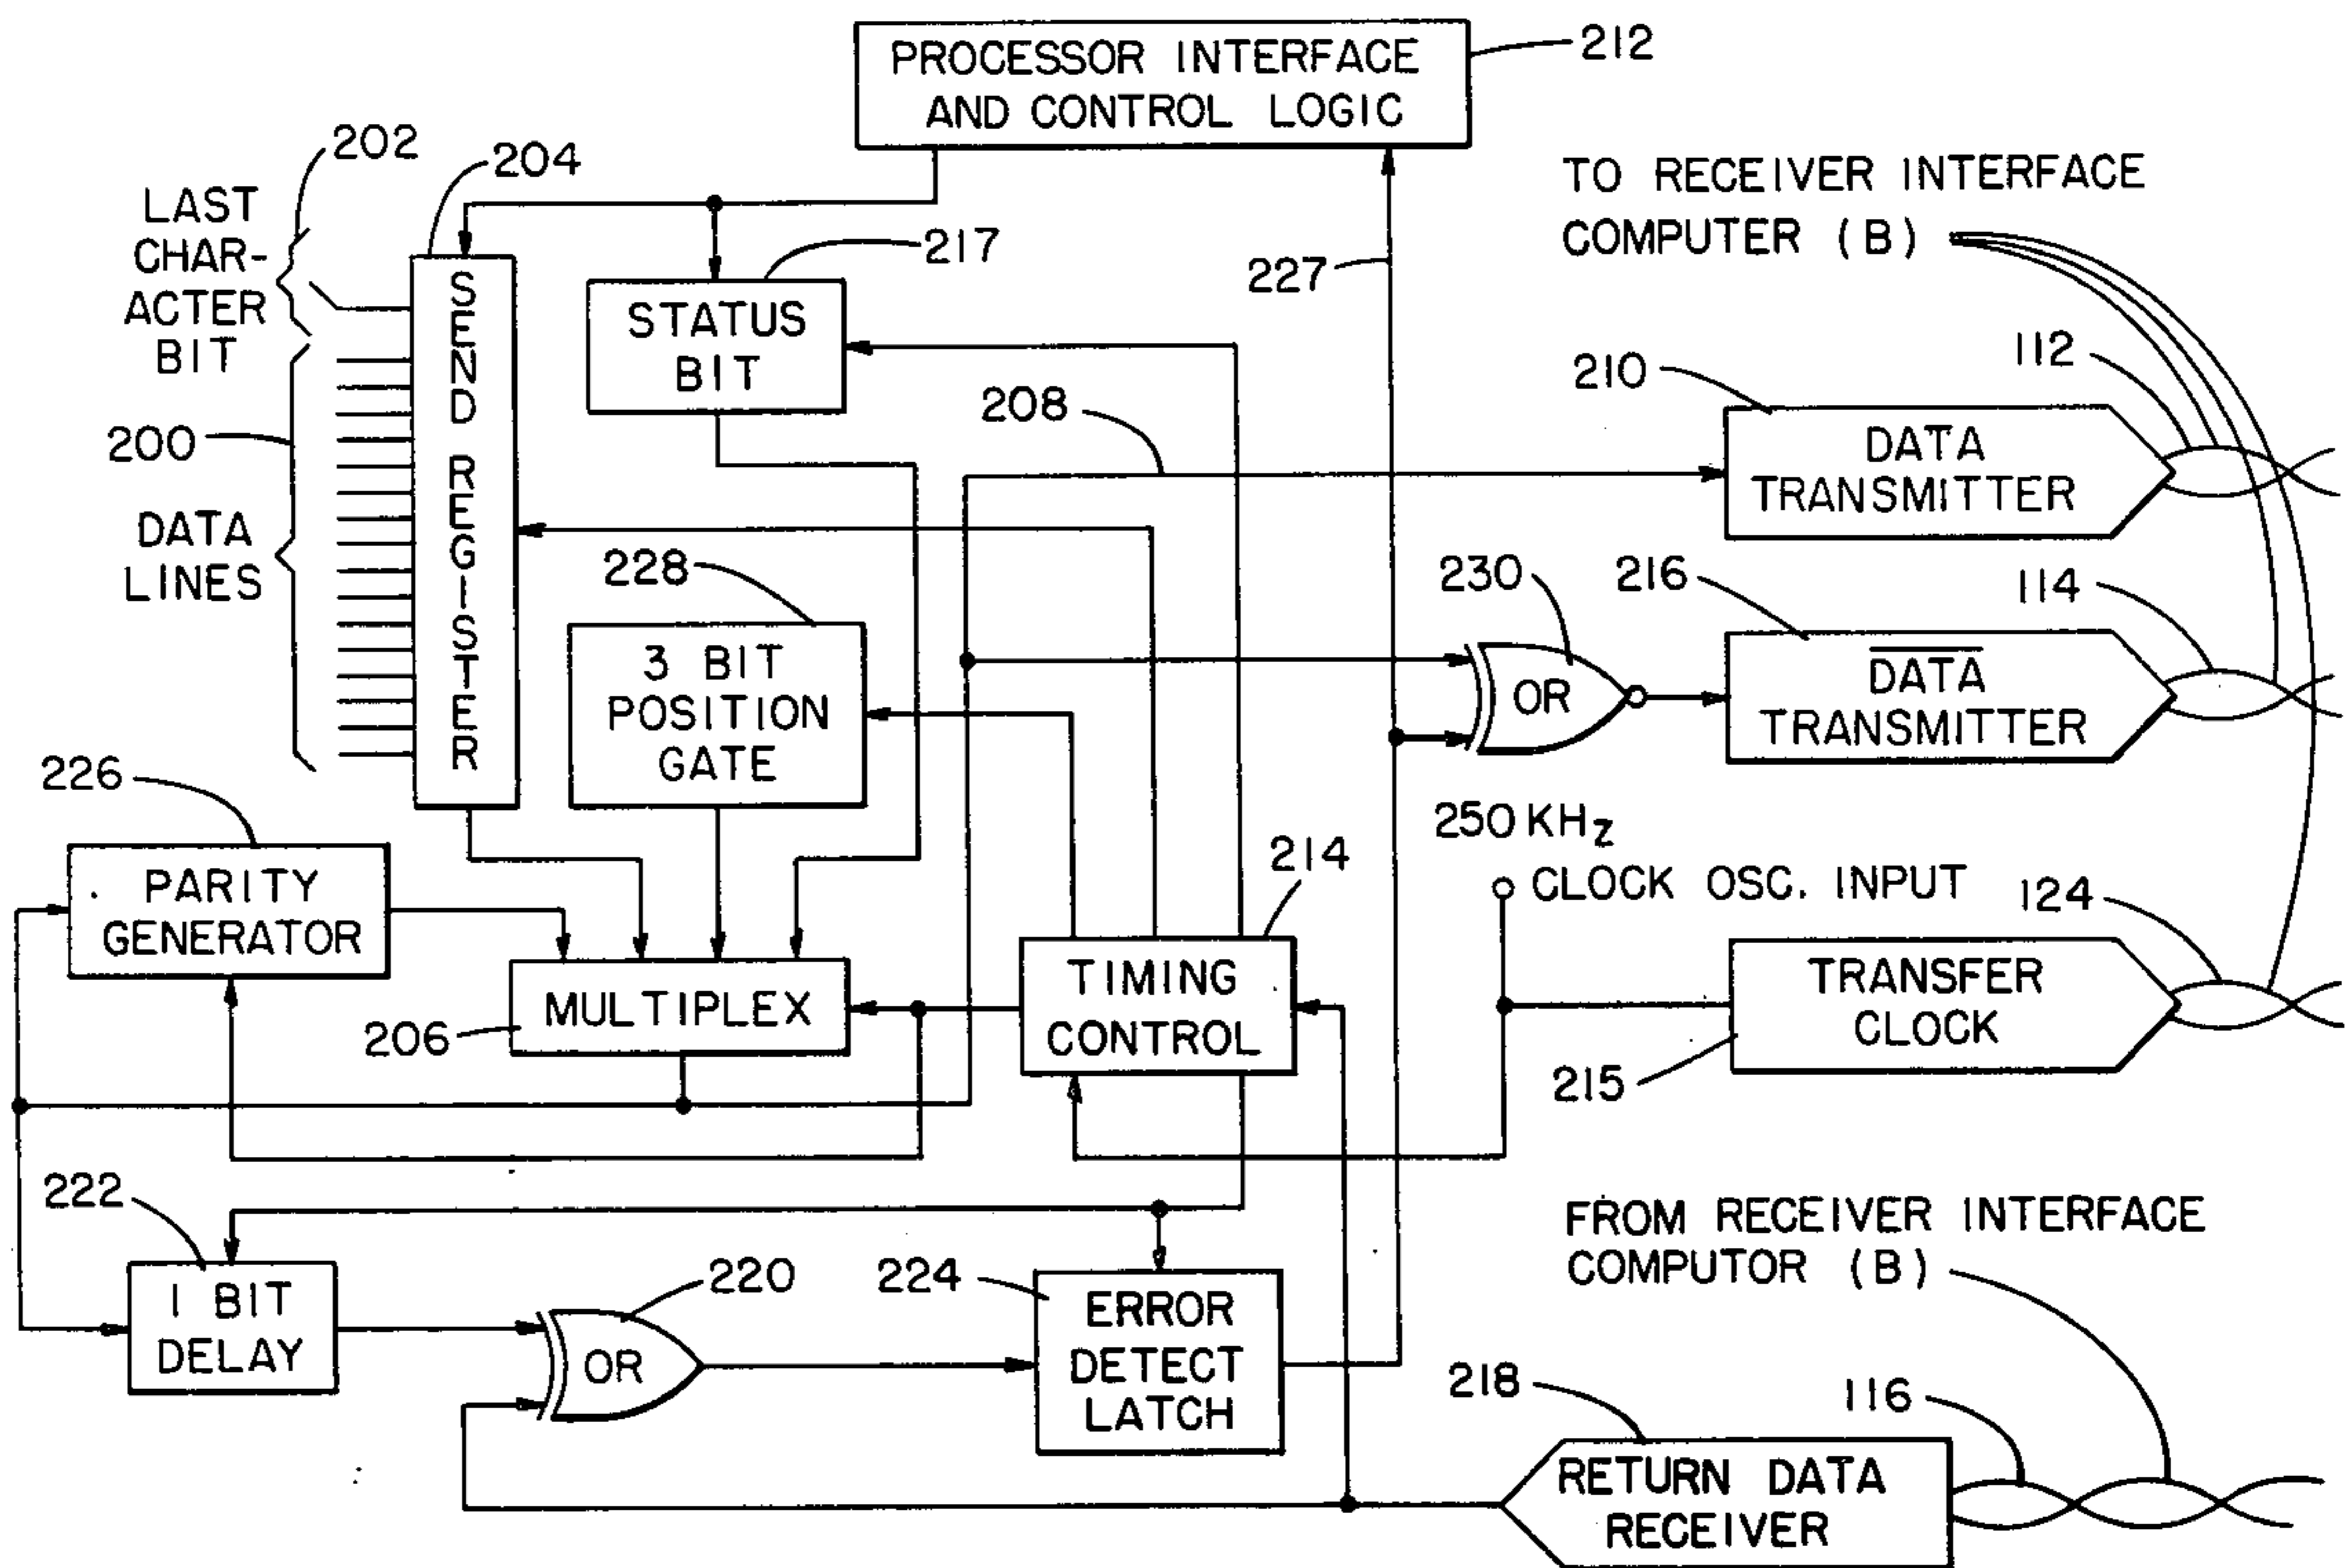 PROCESSOR INTERFACE
AND CONTROL LOGIC
212
202
204
LAST
CHAR-
ACTER
BIT
217
STATUS
BIT
227
TO RECEIVER INTERFACE
COMPUTER (B)
SEND REGISTER
200
DATA
LINES
208
210
112
DATA
TRANSMITTER
228
3 BIT
POSITION
GATE
230
OR
216
114
DATA
TRANSMITTER
226
PARITY
GENERATOR
250 KHz
CLOCK OSC. INPUT
214
124
206
MULTIPLEX
TIMING
CONTROL
TRANSFER
CLOCK
215
222
1 BIT
DELAY
220
OR
224
ERROR
DETECT
LATCH
FROM RECEIVER INTERFACE
COMPUTOR (B)
218
116
RETURN DATA
RECEIVER